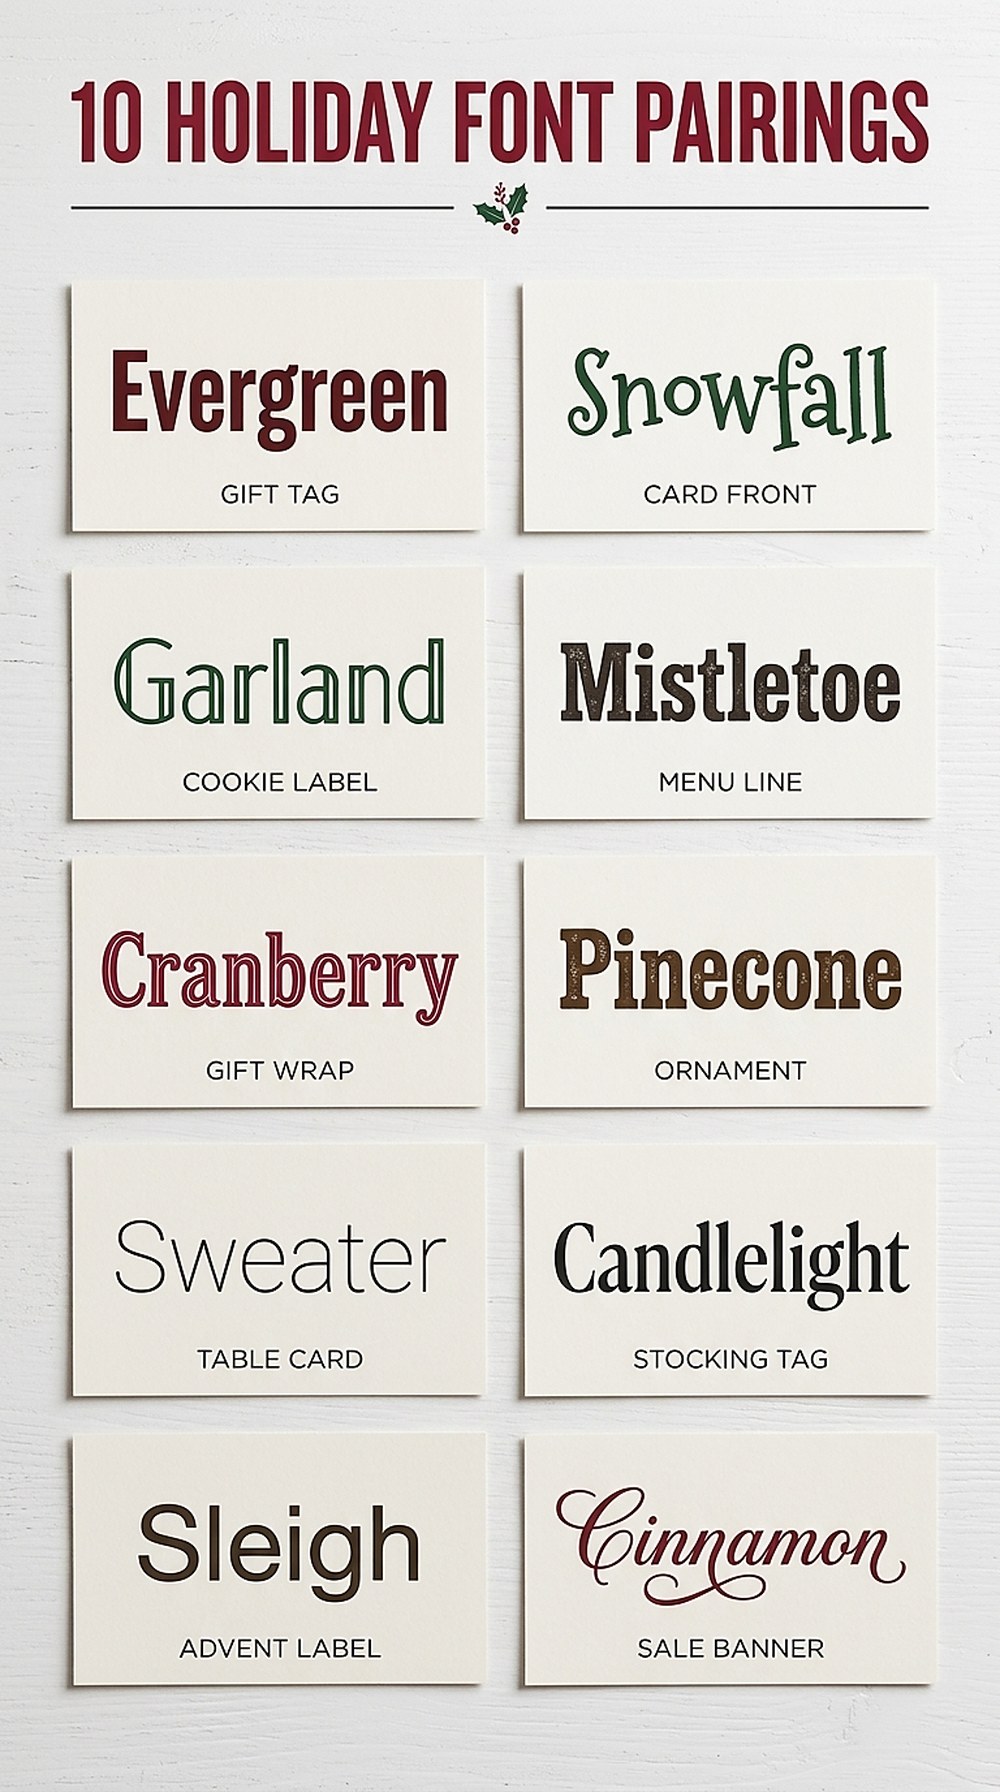 10 HOLIDAY FONT PAIRINGS
Evergreen
GIFT TAG
Snowfall
CARD FRONT
Garland
COOKIE LABEL
Mistletoe
MENU LINE
Cranberry
GIFT WRAP
Pinecone
ORNAMENT
Sweater
TABLE CARD
Candlelight
STOCKING TAG
Sleigh
ADVENT LABEL
Cinnamon
SALE BANNER